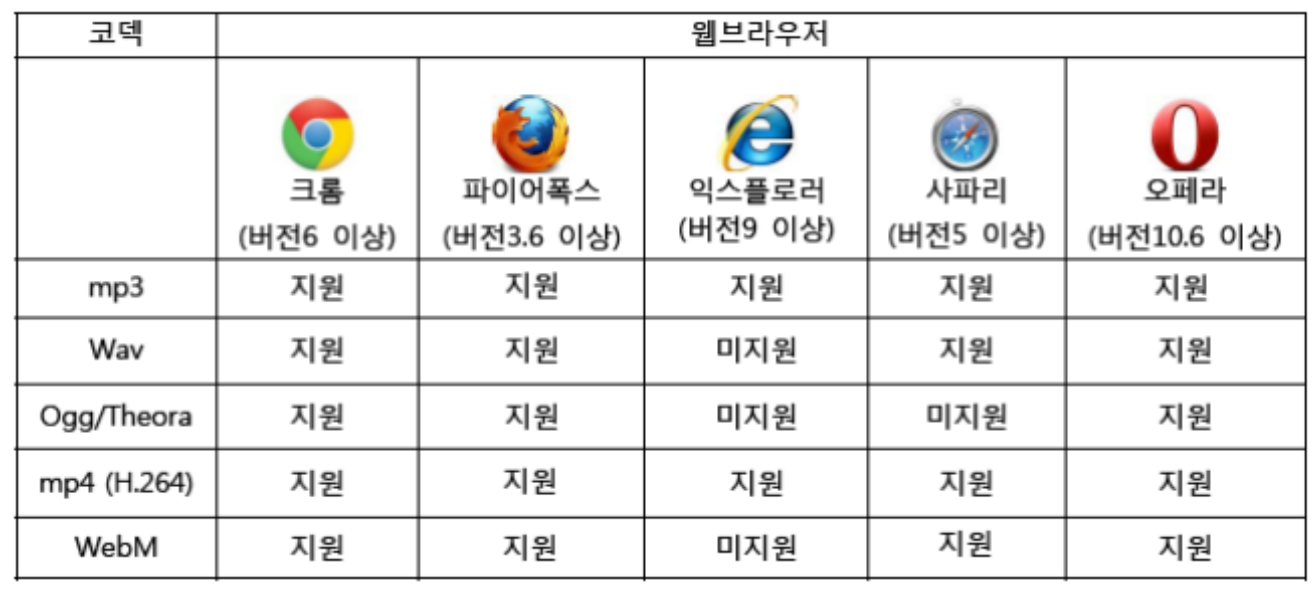 코덱 웹브라우저
크롬 파이어폭스 익스플로러 사파리 오페라
(버전6 이상) (버전3.6 이상) (버전9 이상) (버전5 이상) (버전10.6 이상)
mp3 지원 지원 지원 지원 지원
Wav 지원 지원 미지원 지원 지원
Ogg/Theora 지원 지원 미지원 미지원 지원
mp4 (H.264) 지원 지원 지원 지원 지원
WebM 지원 지원 미지원 지원 지원